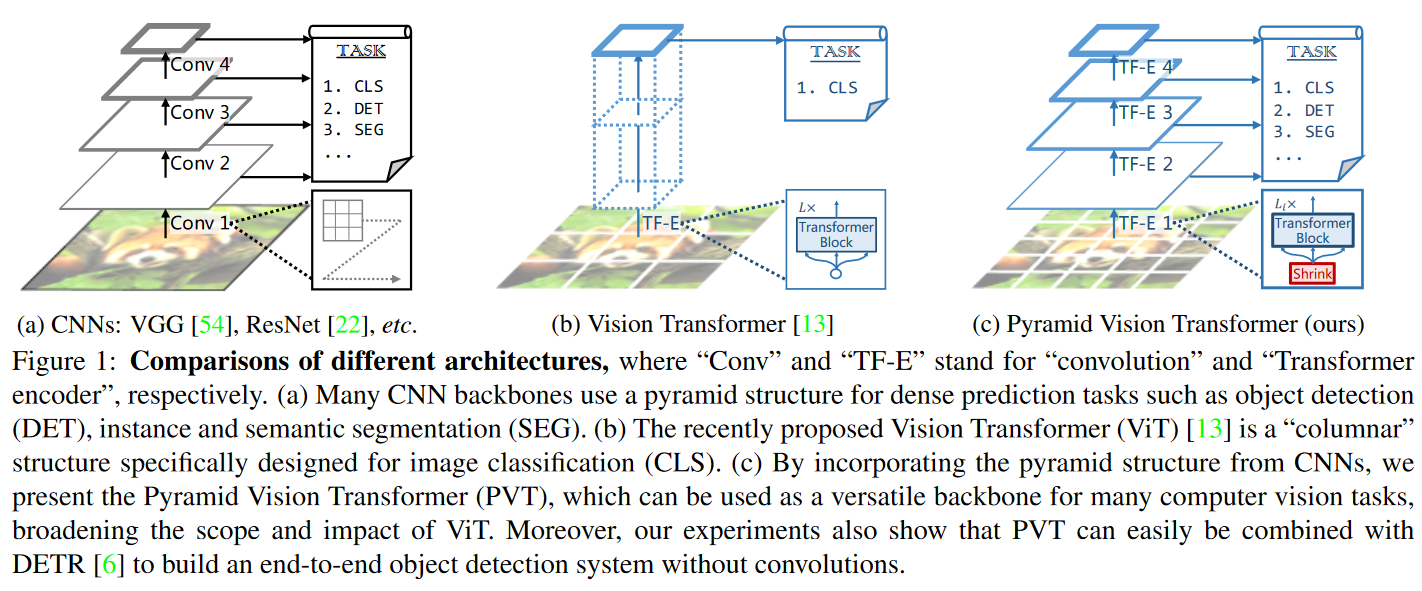 Conv 4
Conv 3
Conv 2
Conv 1
TASK
1. CLS
2. DET
3. SEG
...
TF-E
TASK
1. CLS
L×
Transformer
Block
TF-E 4
TF-E 3
TF-E 2
TF-E 1
TASK
1. CLS
2. DET
3. SEG
...
Lᵢ×
Transformer
Block
Shrink
(a) CNNs: VGG [54], ResNet [22], etc.
(b) Vision Transformer [13]
(c) Pyramid Vision Transformer (ours)
Figure 1: Comparisons of different architectures, where “Conv” and “TF-E” stand for “convolution” and “Transformer
encoder”, respectively. (a) Many CNN backbones use a pyramid structure for dense prediction tasks such as object detection
(DET), instance and semantic segmentation (SEG). (b) The recently proposed Vision Transformer (ViT) [13] is a “columnar”
structure specifically designed for image classification (CLS). (c) By incorporating the pyramid structure from CNNs, we
present the Pyramid Vision Transformer (PVT), which can be used as a versatile backbone for many computer vision tasks,
broadening the scope and impact of ViT. Moreover, our experiments also show that PVT can easily be combined with
DETR [6] to build an end-to-end object detection system without convolutions.